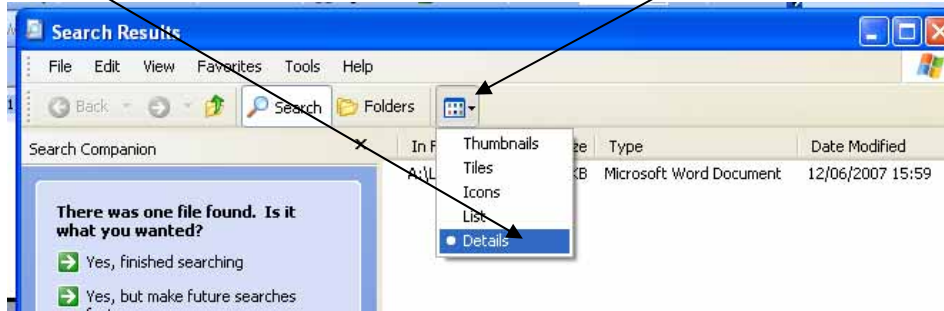 Search Results
File Edit View Favorites Tools Help
Back Search Folders
Search Companion
In Type Date Modified
A:\L KB Microsoft Word Document 12/06/2007 15:59
Thumbnails
Tiles
Icons
List
Details
There was one file found. Is it
what you wanted?
Yes, finished searching
Yes, but make future searches